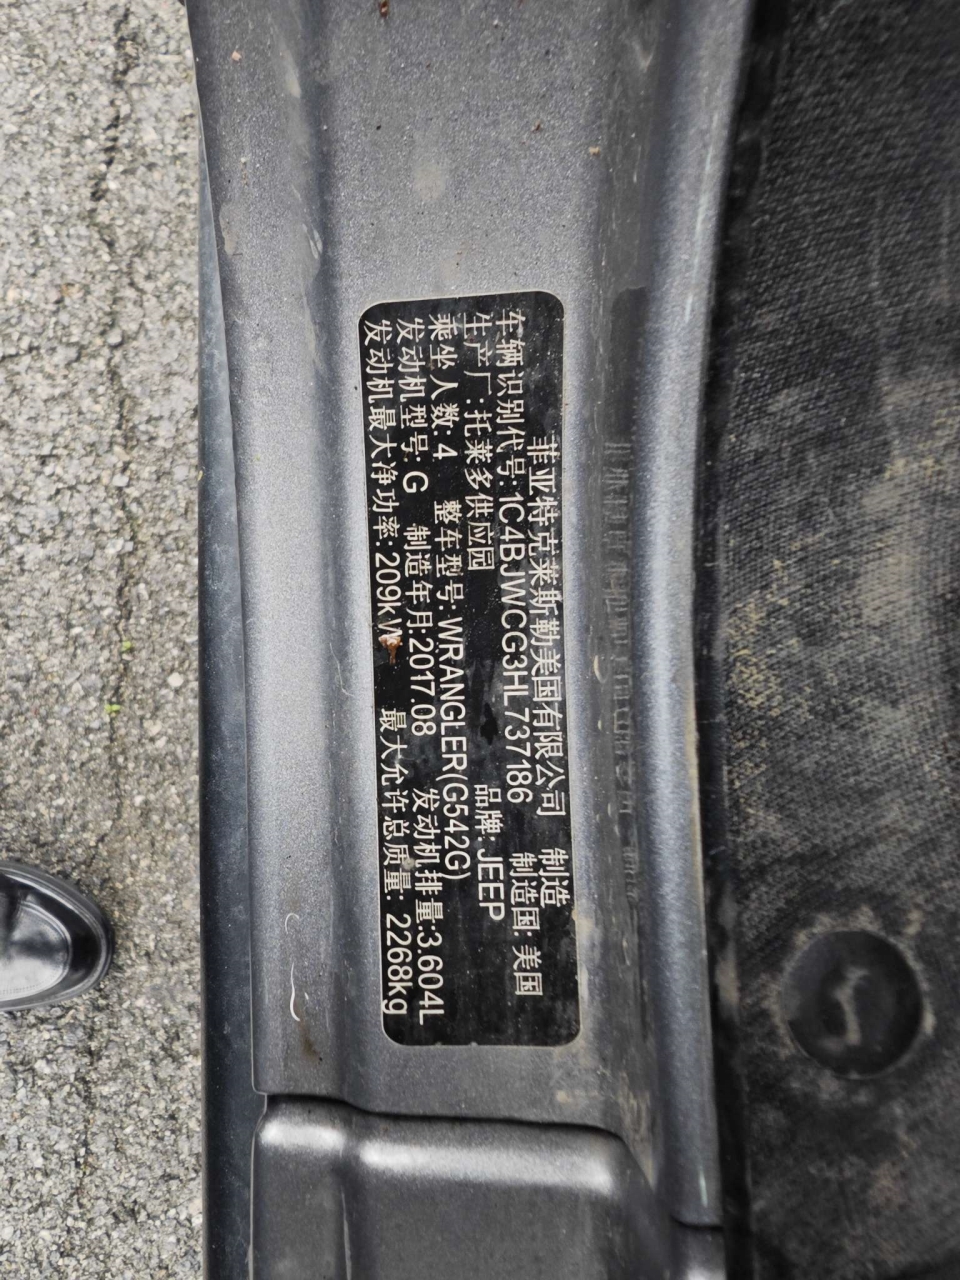 菲亚特克莱斯勒美国有限公司 制造
车辆识别代号:1C4BJWCG3HL737186 制造国:美国
生产厂:托莱多供应园 品牌:JEEP
乘坐人数:4 整车型号:WRANGLER(G542G)
发动机型号:G 制造年月:2017.08 发动机排量:3.604L
发动机最大净功率:209kW 最大允许总质量:2268kg